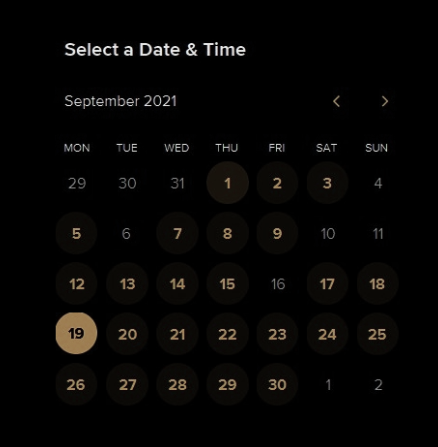 Select a Date & Time
September 2021
MON TUE WED THU FRI SAT SUN
29 30 31 1 2 3 4
5 6 7 8 9 10 11
12 13 14 15 16 17 18
19 20 21 22 23 24 25
26 27 28 29 30 1 2